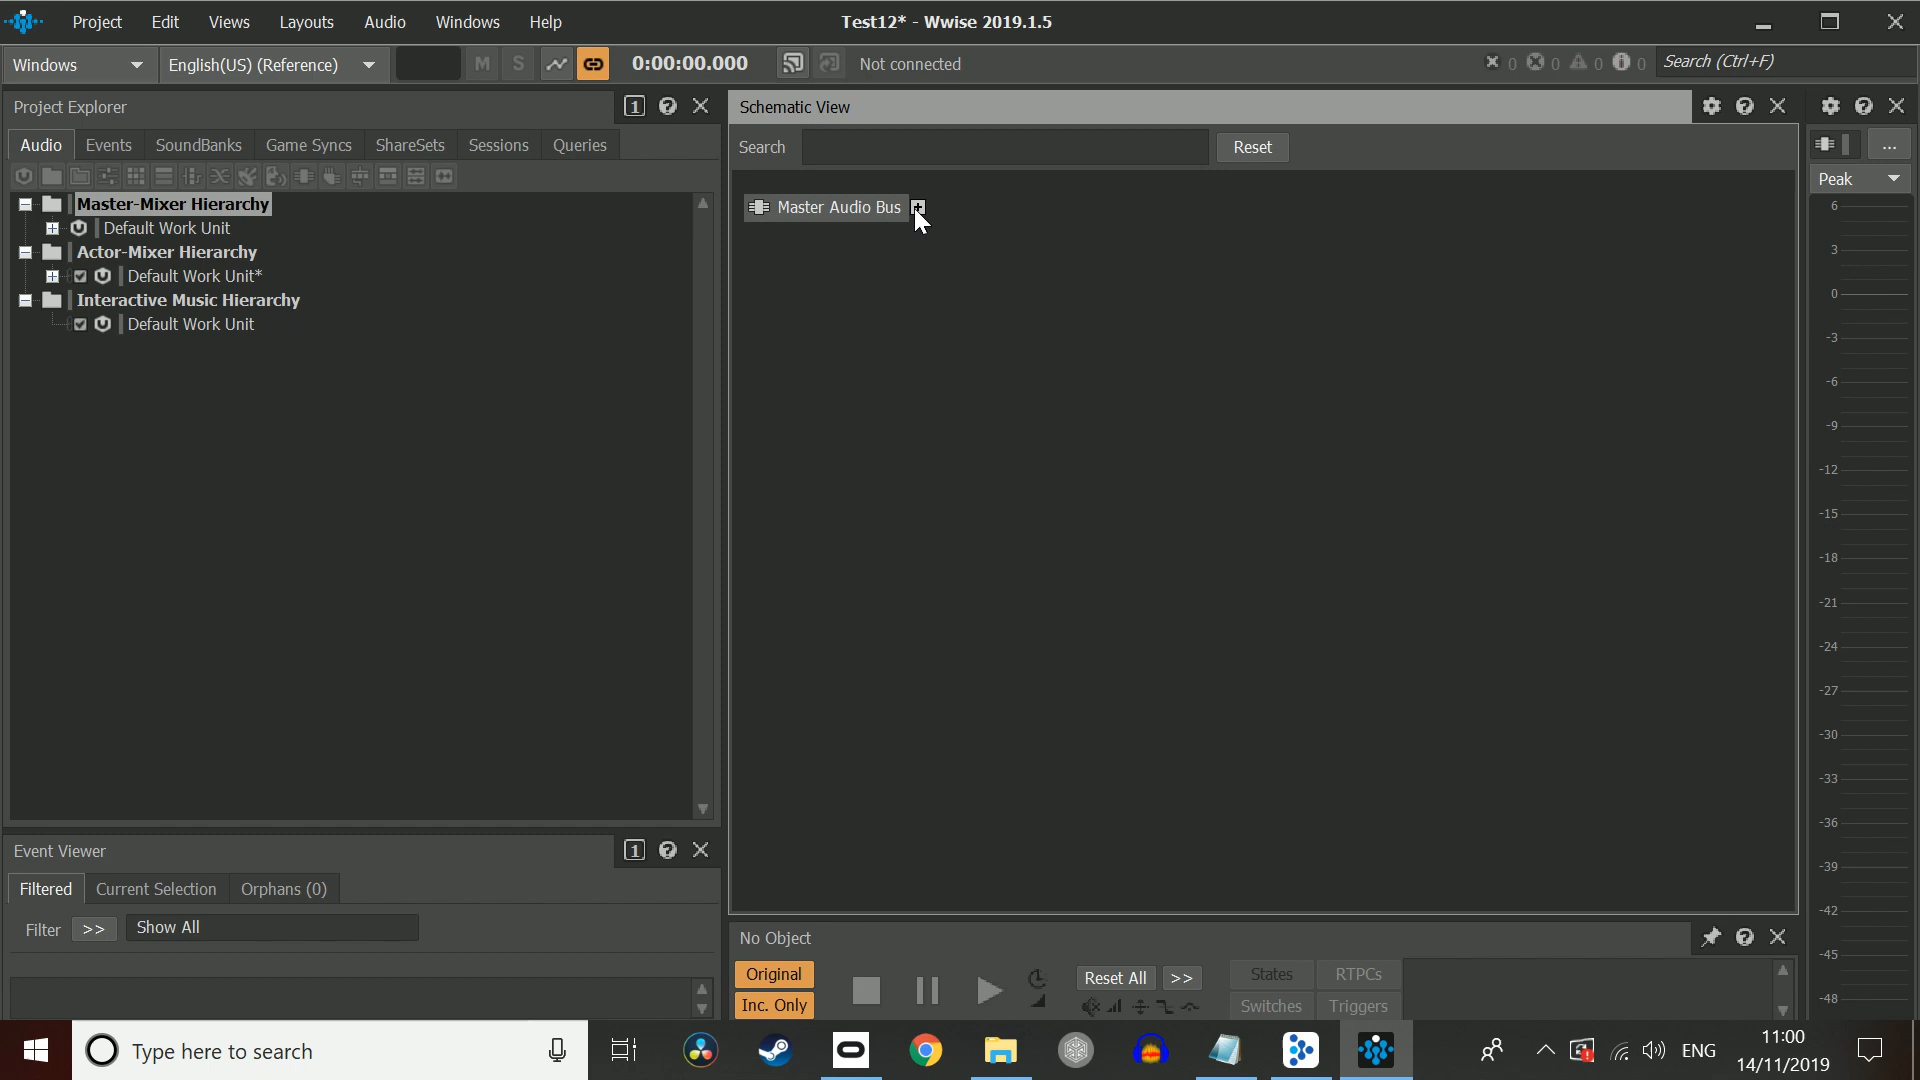 Project Edit Views Layouts Audio Windows Help Test12* - Wwise 2019.1.5
Windows English(US) (Reference) M S 0:00:00.000 Not connected 0 0 0 0 Search (Ctrl+F)
Project Explorer 1
Audio Events SoundBanks Game Syncs ShareSets Sessions Queries
Master-Mixer Hierarchy
Default Work Unit
Actor-Mixer Hierarchy
Default Work Unit*
Interactive Music Hierarchy
Default Work Unit
Event Viewer 1
Filtered Current Selection Orphans (0)
Filter >> Show All
Schematic View
Search Reset
Master Audio Bus
No Object
Original Reset All >> States RTPCs
Inc. Only Switches Triggers
...
Peak
6
3
0
-3
-6
-9
-12
-15
-18
-21
-24
-27
-30
-33
-36
-39
-42
-45
-48
Type here to search ENG 11:00
14/11/2019